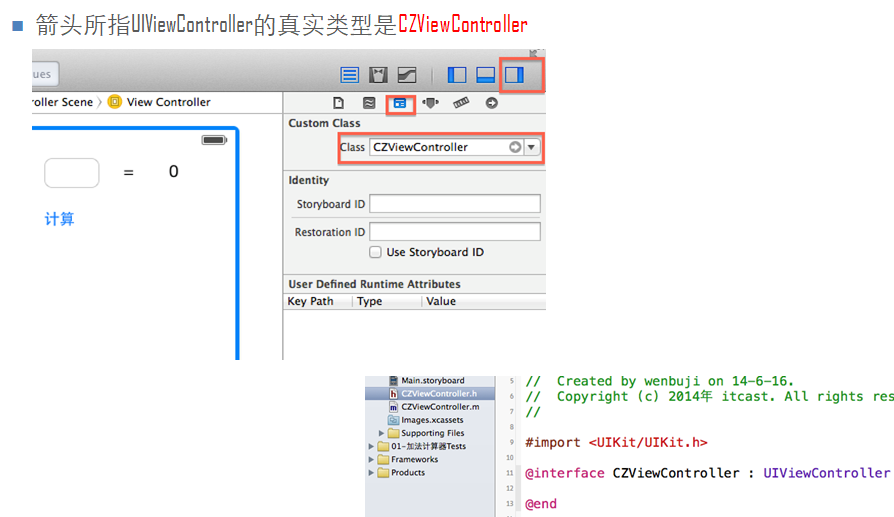 箭头所指UIViewController的真实类型是CZViewController
ues
roller Scene 〉 View Controller
Custom Class
Class CZViewController
= 0
计算
Identity
Storyboard ID
Restoration ID
Use Storyboard ID
User Defined Runtime Attributes
Key Path Type Value
Main.storyboard
CZViewController.h
CZViewController.m
Images.xcassets
Supporting Files
01-加法计算器Tests
Frameworks
Products
5 // Created by wenbuji on 14-6-16.
6 // Copyright (c) 2014年 itcast. All rights res
7 //
8
9 #import <UIKit/UIKit.h>
10
11 @interface CZViewController : UIViewController
12
13 @end